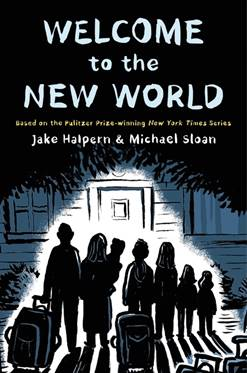 WELCOME
to the
NEW WORLD
Based on the Pulitzer Prize-winning New York Times Series
Jake Halpern & Michael Sloan